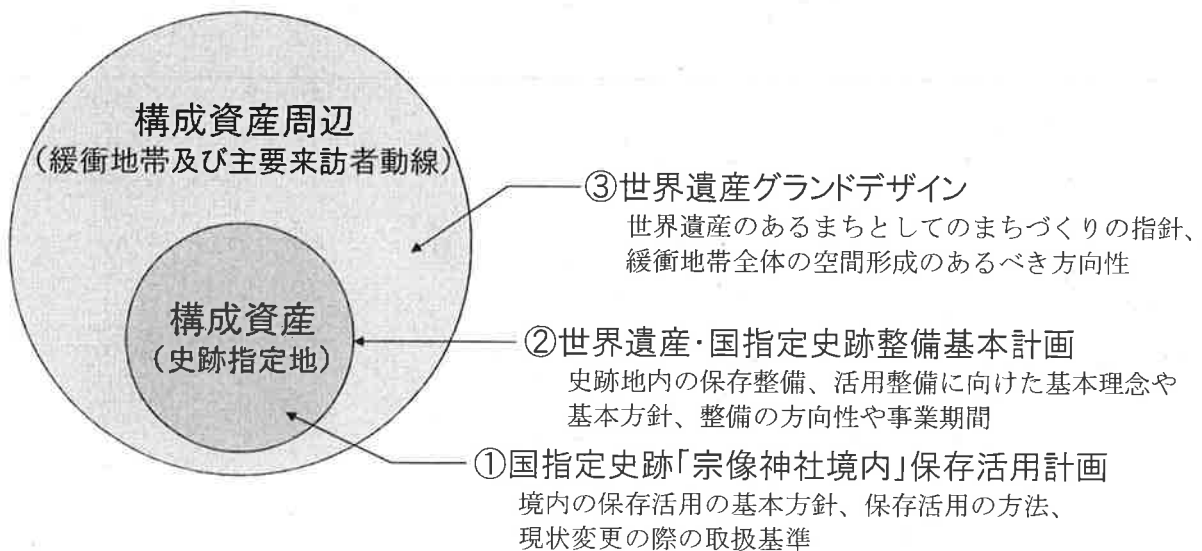 構成資産周辺
（緩衝地帯及び主要来訪者動線）
③世界遺産グランドデザイン
世界遺産のあるまちとしてのまちづくりの指針、
緩衝地帯全体の空間形成のあるべき方向性
構成資産
（史跡指定地）
②世界遺産・国指定史跡整備基本計画
史跡地内の保存整備、活用整備に向けた基本理念や
基本方針、整備の方向性や事業期間
①国指定史跡「宗像神社境内」保存活用計画
境内の保存活用の基本方針、保存活用の方法、
現状変更の際の取扱基準